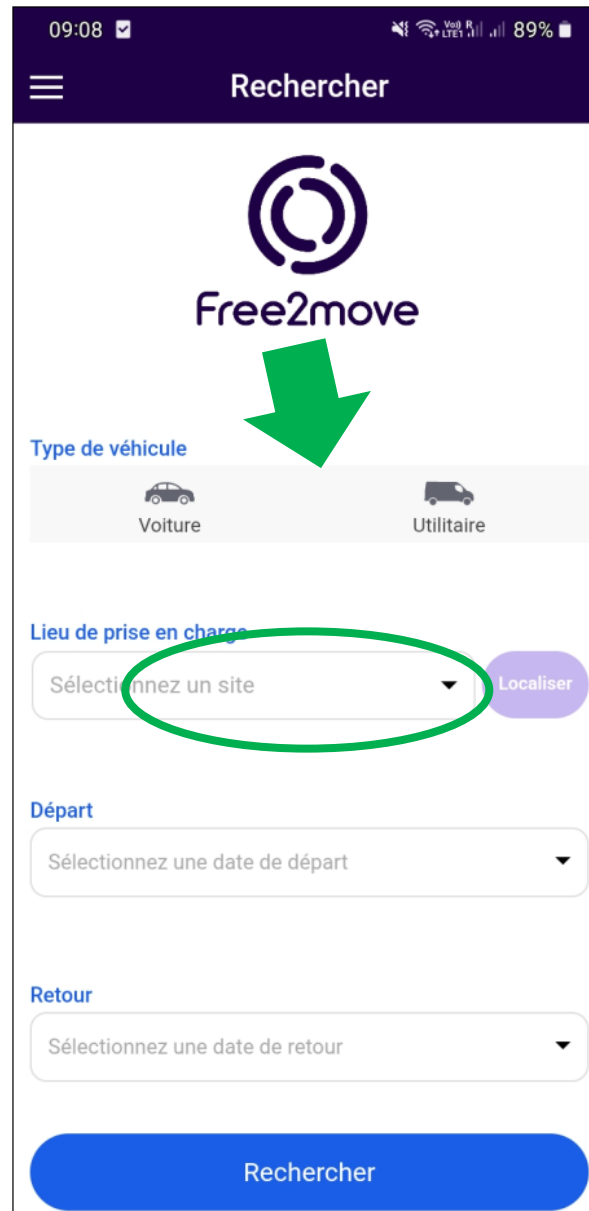 09:08 89%
Rechercher
Free2move
Type de véhicule
Voiture Utilitaire
Lieu de prise en charge
Sélectionnez un site Localiser
Départ
Sélectionnez une date de départ
Retour
Sélectionnez une date de retour
Rechercher